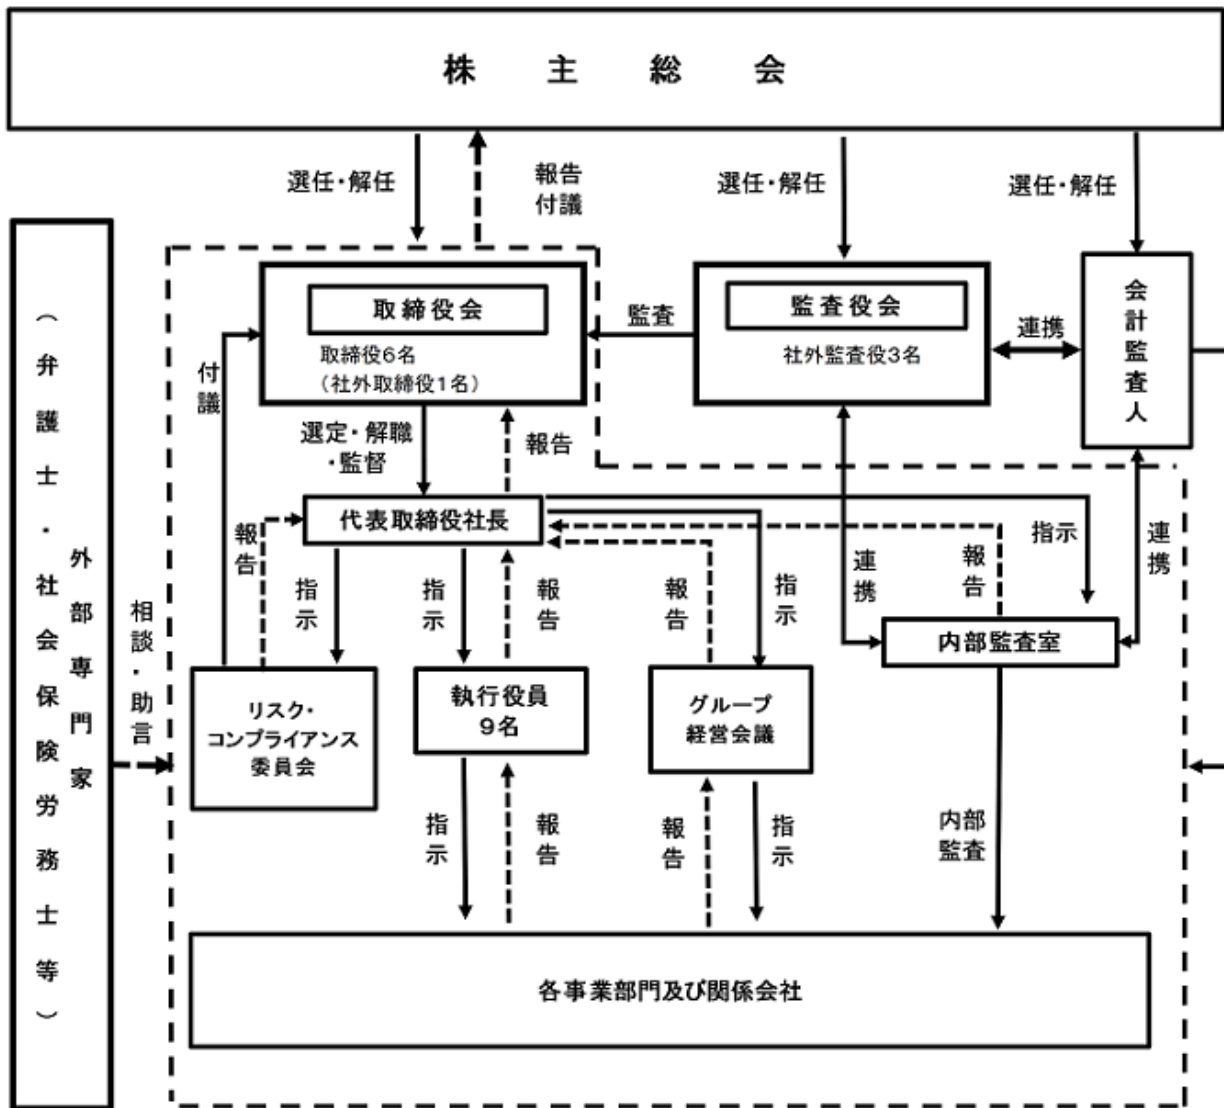 株主総会
選任・解任
報告
付議
選任・解任
選任・解任
外部専門家
（弁護士・社会保険労務士等）
相談・助言
取締役会
取締役6名
（社外取締役1名）
監査
監査役会
社外監査役3名
連携
会計監査人
付議
選定・解職
・監督
報告
代表取締役社長
報告
指示
指示
報告
報告
指示
連携
報告
指示
連携
内部監査室
リスク・
コンプライアンス
委員会
執行役員
9名
グループ
経営会議
指示
報告
報告
指示
内部
監査
各事業部門及び関係会社